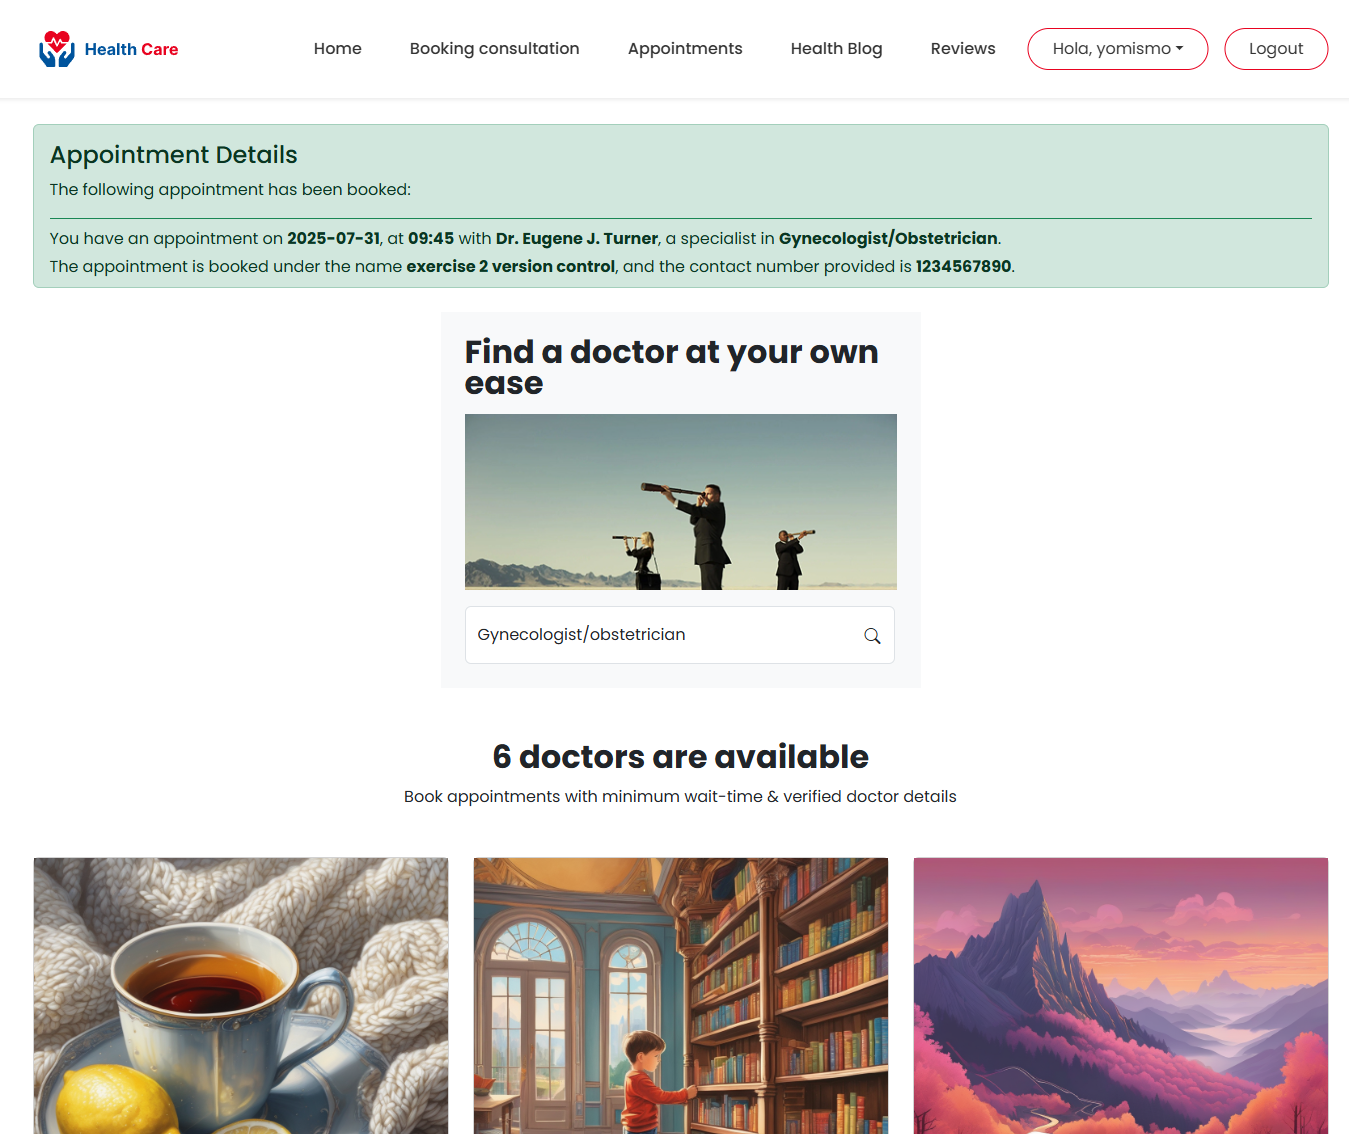 Health Care
Home
Booking consultation
Appointments
Health Blog
Reviews
Hola, yomismo
Logout
Appointment Details
The following appointment has been booked:
You have an appointment on 2025-07-31, at 09:45 with Dr. Eugene J. Turner, a specialist in Gynecologist/Obstetrician.
The appointment is booked under the name exercise 2 version control, and the contact number provided is 1234567890.
Find a doctor at your own
ease
Gynecologist/obstetrician
6 doctors are available
Book appointments with minimum wait-time & verified doctor details